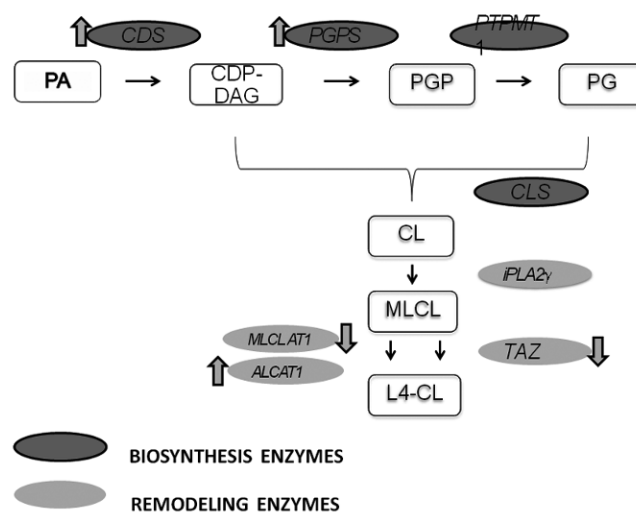 CDS
PGPS
PTPMT
1
PA
CDP-
DAG
PGP
PG
CLS
CL
iPLA2γ
MLCL
MLCLAT1
TAZ
ALCAT1
L4-CL
BIOSYNTHESIS ENZYMES
REMODELING ENZYMES